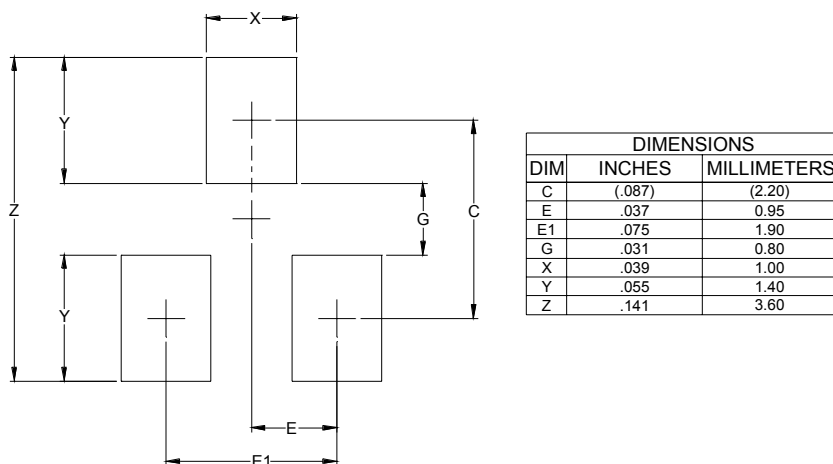 X
Y
Z
G
C
Y
E
E1
DIMENSIONS
DIM INCHES MILLIMETERS
C (.087) (2.20)
E .037 0.95
E1 .075 1.90
G .031 0.80
X .039 1.00
Y .055 1.40
Z .141 3.60